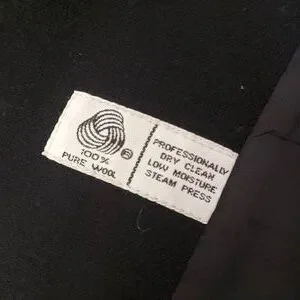 100%
PURE WOOL
PROFESSIONALLY
DRY CLEAN
LOW MOISTURE
STEAM PRESS